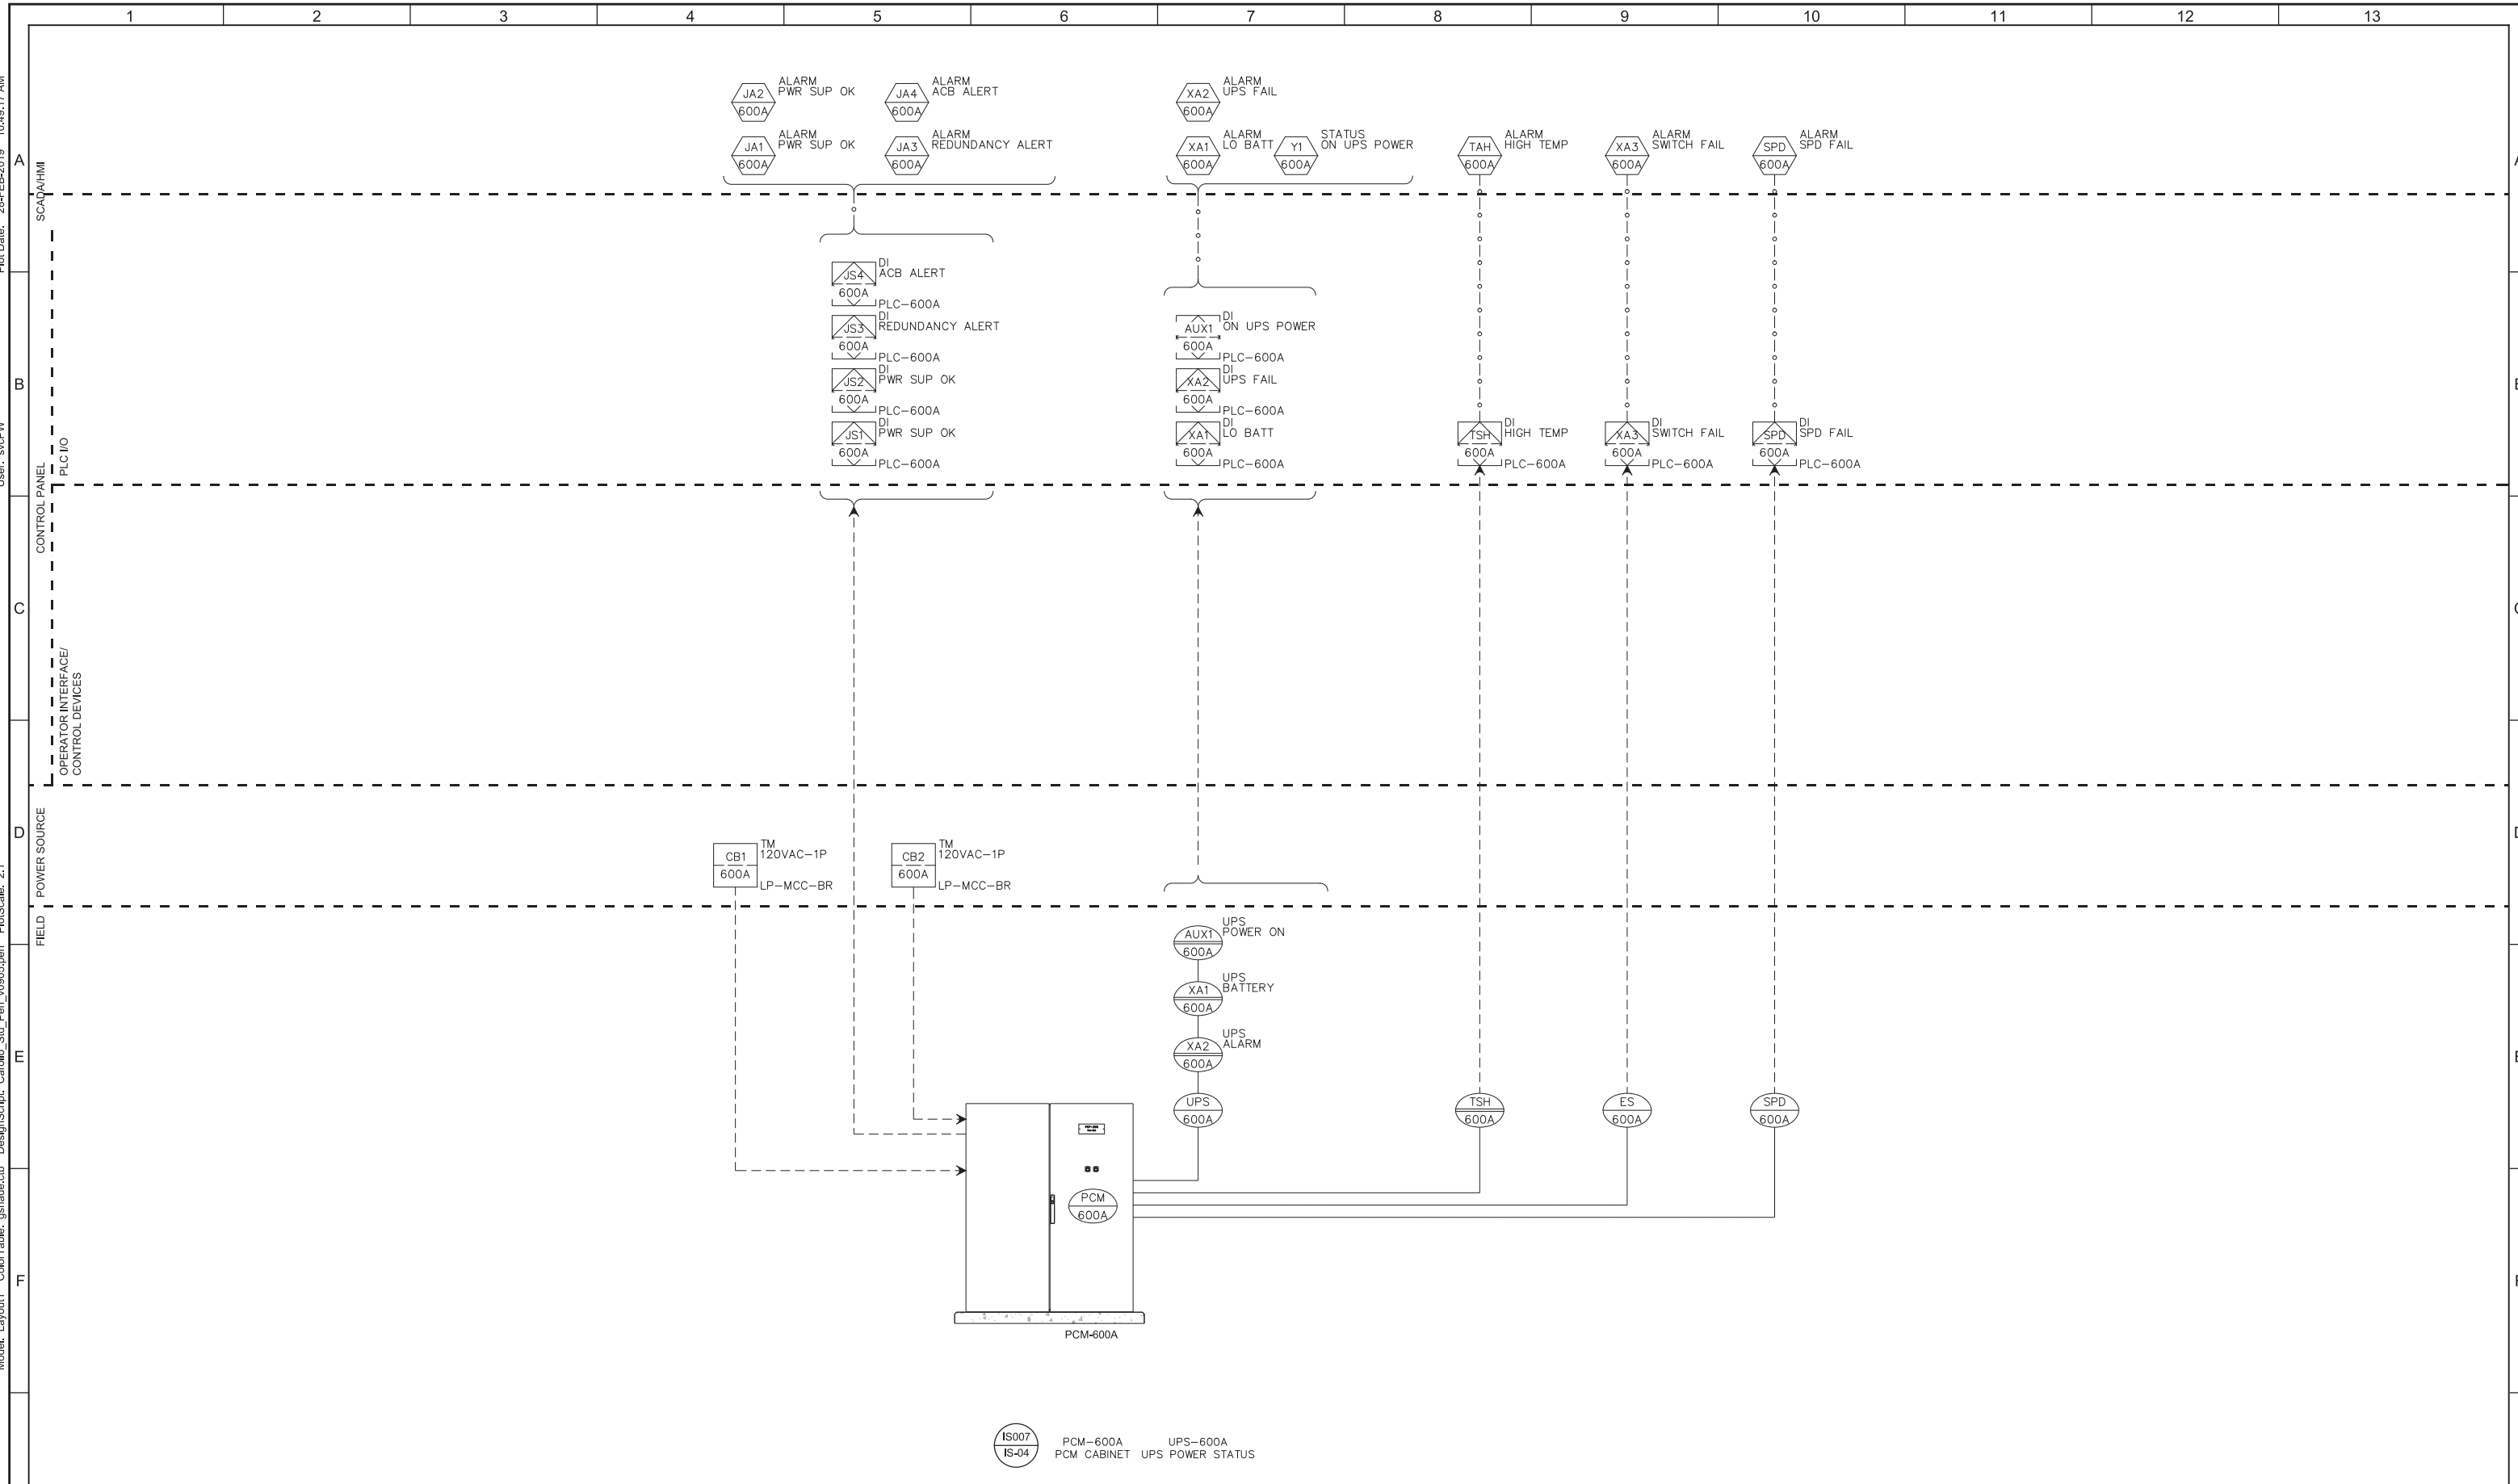 1 2 3 4 5 6 7 8 9 10 11 12 13
A
B
C
D
E
F
SCADA/HMI
CONTROL PANEL
PLC I/O
OPERATOR INTERFACE/
CONTROL DEVICES
POWER SOURCE
FIELD
JA2
600A
ALARM
PWR SUP OK
JA4
600A
ALARM
ACB ALERT
XA2
600A
ALARM
UPS FAIL
JA1
600A
ALARM
PWR SUP OK
JA3
600A
ALARM
REDUNDANCY ALERT
XA1
600A
ALARM
LO BATT
Y1
600A
STATUS
ON UPS POWER
TAH
600A
ALARM
HIGH TEMP
XA3
600A
ALARM
SWITCH FAIL
SPD
600A
ALARM
SPD FAIL
JS4
600A
DI
ACB ALERT
PLC-600A
JS3
600A
DI
REDUNDANCY ALERT
PLC-600A
JS2
600A
DI
PWR SUP OK
PLC-600A
JS1
600A
DI
PWR SUP OK
PLC-600A
AUX1
600A
DI
ON UPS POWER
PLC-600A
XA2
600A
DI
UPS FAIL
PLC-600A
XA1
600A
DI
LO BATT
PLC-600A
TSH
600A
DI
HIGH TEMP
PLC-600A
XA3
600A
DI
SWITCH FAIL
PLC-600A
SPD
600A
DI
SPD FAIL
PLC-600A
CB1
600A
TM
120VAC-1P
LP-MCC-BR
CB2
600A
TM
120VAC-1P
LP-MCC-BR
AUX1
600A
UPS
POWER ON
XA1
600A
UPS
BATTERY
XA2
600A
UPS
ALARM
UPS
600A
TSH
600A
ES
600A
SPD
600A
PCM
600A
PCM-600A
IS007
IS-04
PCM-600A UPS-600A
PCM CABINET UPS POWER STATUS